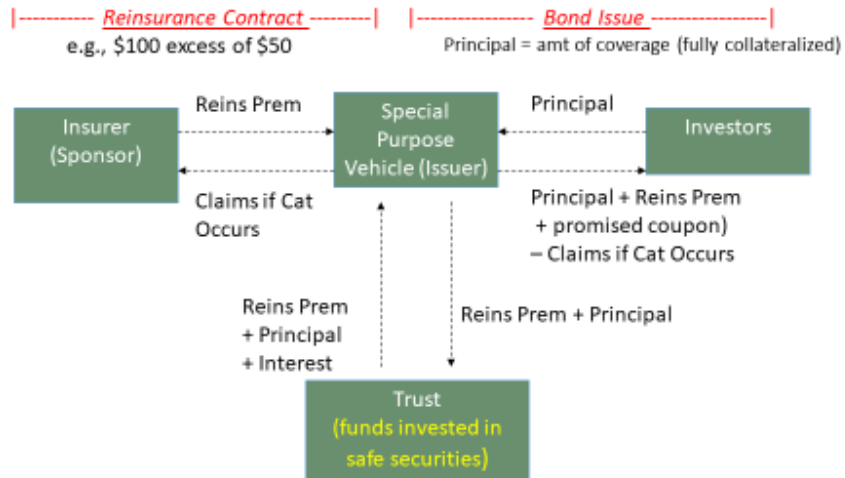 |----------- Reinsurance Contract ---------|
|---------- Bond Issue ----------------|
e.g., $100 excess of $50
Principal = amt of coverage (fully collateralized)
Insurer
(Sponsor)
Reins Prem
Claims if Cat
Occurs
Special
Purpose
Vehicle (Issuer)
Principal
Principal + Reins Prem
+ promised coupon)
– Claims if Cat Occurs
Investors
Reins Prem
+ Principal
+ Interest
Reins Prem + Principal
Trust
(funds invested in
safe securities)